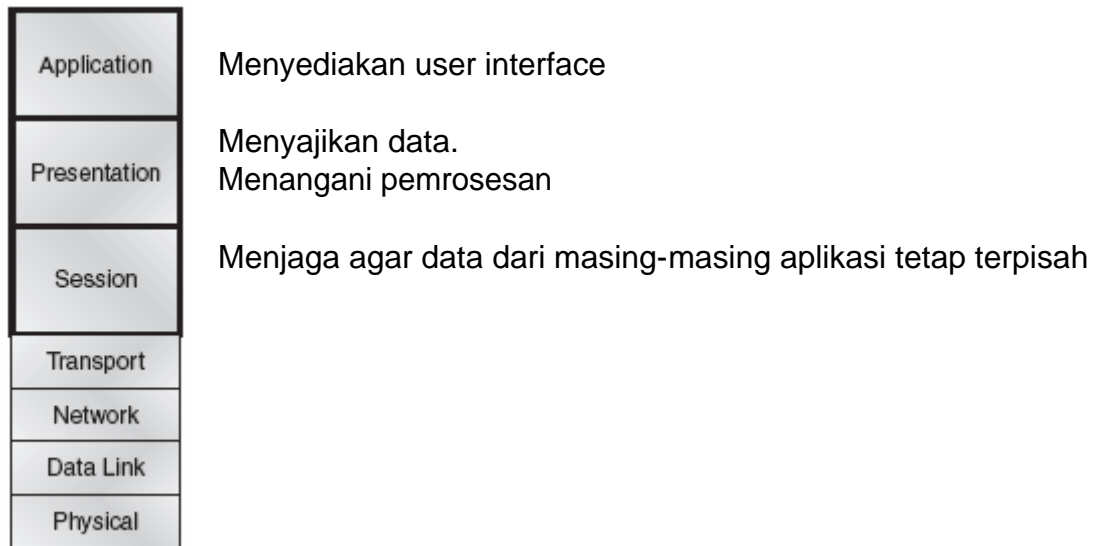 Application
Menyediakan user interface
Presentation
Menyajikan data.
Menangani pemrosesan
Session
Menjaga agar data dari masing-masing aplikasi tetap terpisah
Transport
Network
Data Link
Physical